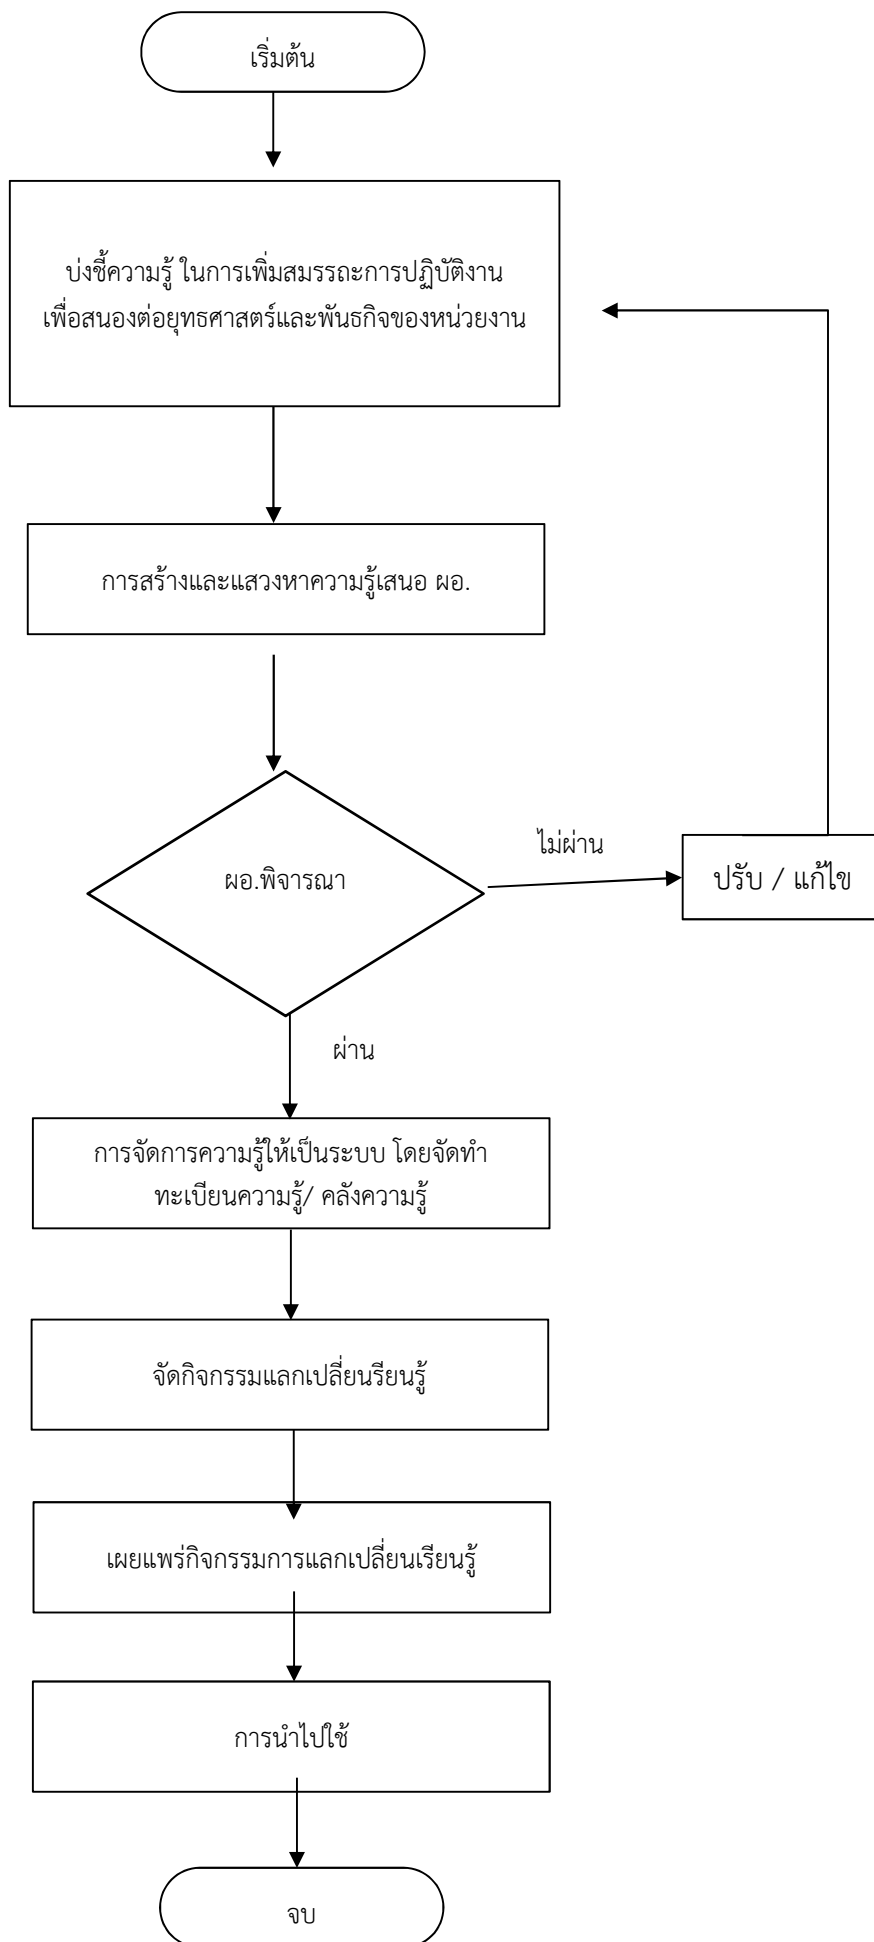 เริ่มต้น
บ่งชี้ความรู้ ในการเพิ่มสมรรถะการปฏิบัติงาน
เพื่อสนองต่อยุทธศาสตร์และพันธกิจของหน่วยงาน
การสร้างและแสวงหาความรู้เสนอ ผอ.
ผอ.พิจารณา
ไม่ผ่าน
ปรับ / แก้ไข
ผ่าน
การจัดการความรู้ให้เป็นระบบ โดยจัดทำ
ทะเบียนความรู้/ คลังความรู้
จัดกิจกรรมแลกเปลี่ยนรียนรู้
เผยแพร่กิจกรรมการแลกเปลี่ยนเรียนรู้
การนำไปใช้
จบ